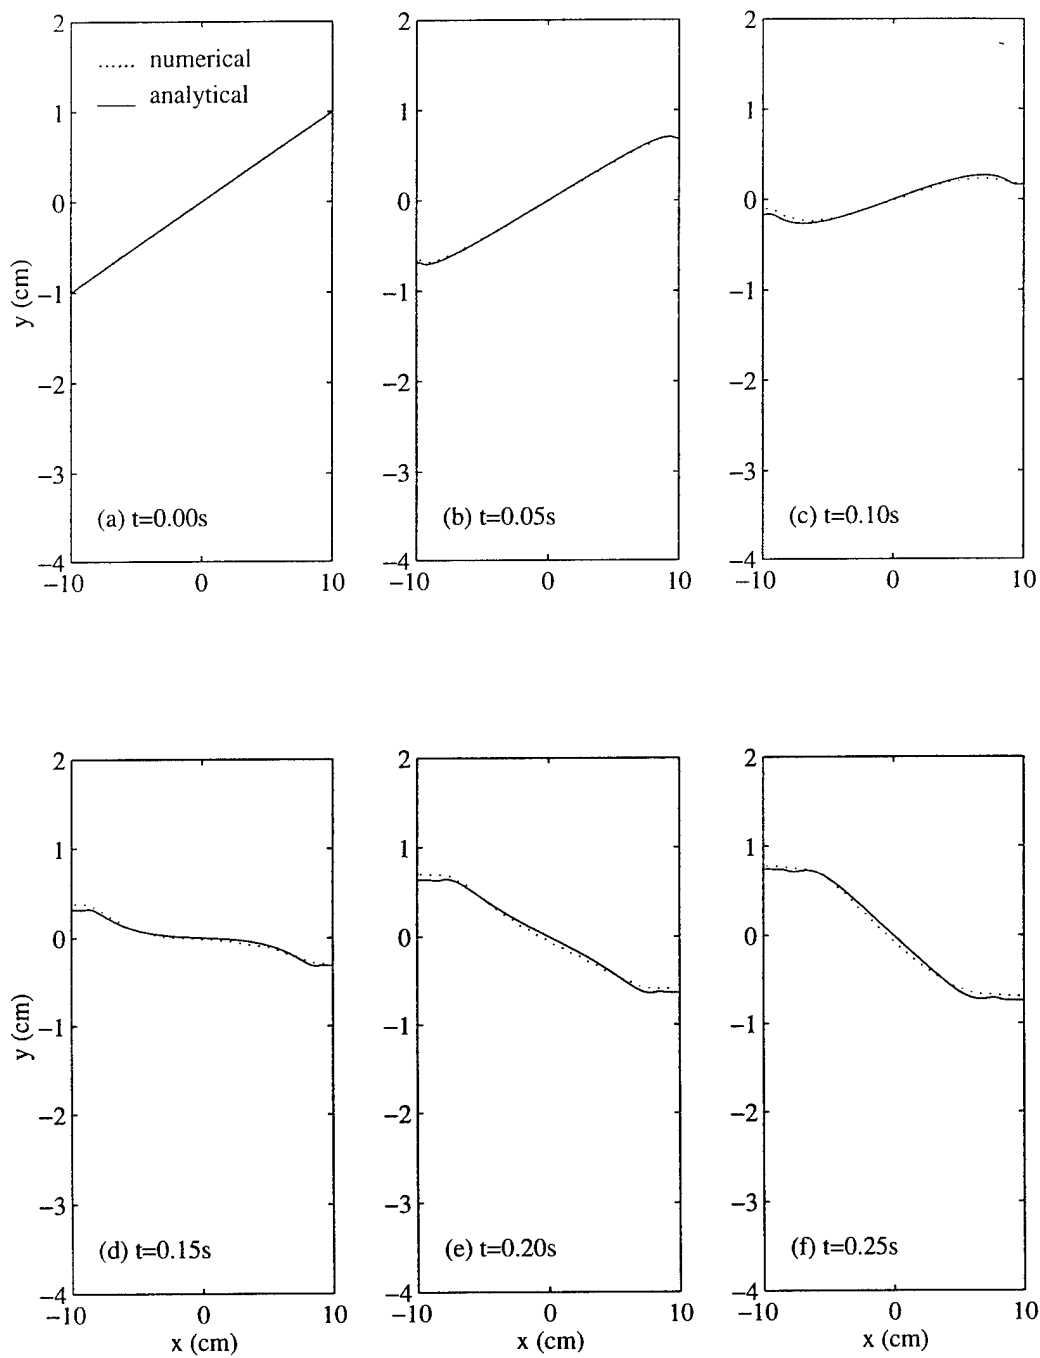 2
1
0
−1
−2
−3
−4
y (cm)
...... numerical
analytical
(a) t=0.00s
−10 0 10
2
1
0
−1
−2
−3
−4
(b) t=0.05s
−10 0 10
2
1
0
−1
−2
−3
−4
(c) t=0.10s
−10 0 10
2
1
0
−1
−2
−3
−4
y (cm)
(d) t=0.15s
−10 0 10
x (cm)
2
1
0
−1
−2
−3
−4
(e) t=0.20s
−10 0 10
x (cm)
2
1
0
−1
−2
−3
−4
(f) t=0.25s
−10 0 10
x (cm)